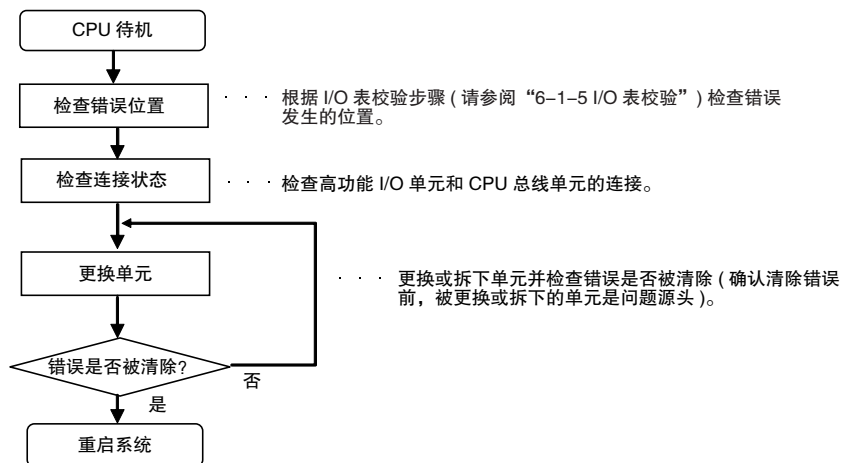 CPU 待机
检查错误位置
· · · 根据 I/O 表校验步骤 ( 请参阅“6–1–5 I/O 表校验”) 检查错误
发生的位置。
检查连接状态
· · · 检查高功能 I/O 单元和 CPU 总线单元的连接。
更换单元
· · · 更换或拆下单元并检查错误是否被清除 ( 确认清除错误
前，被更换或拆下的单元是问题源头 )。
错误是否被清除?
否
是
重启系统